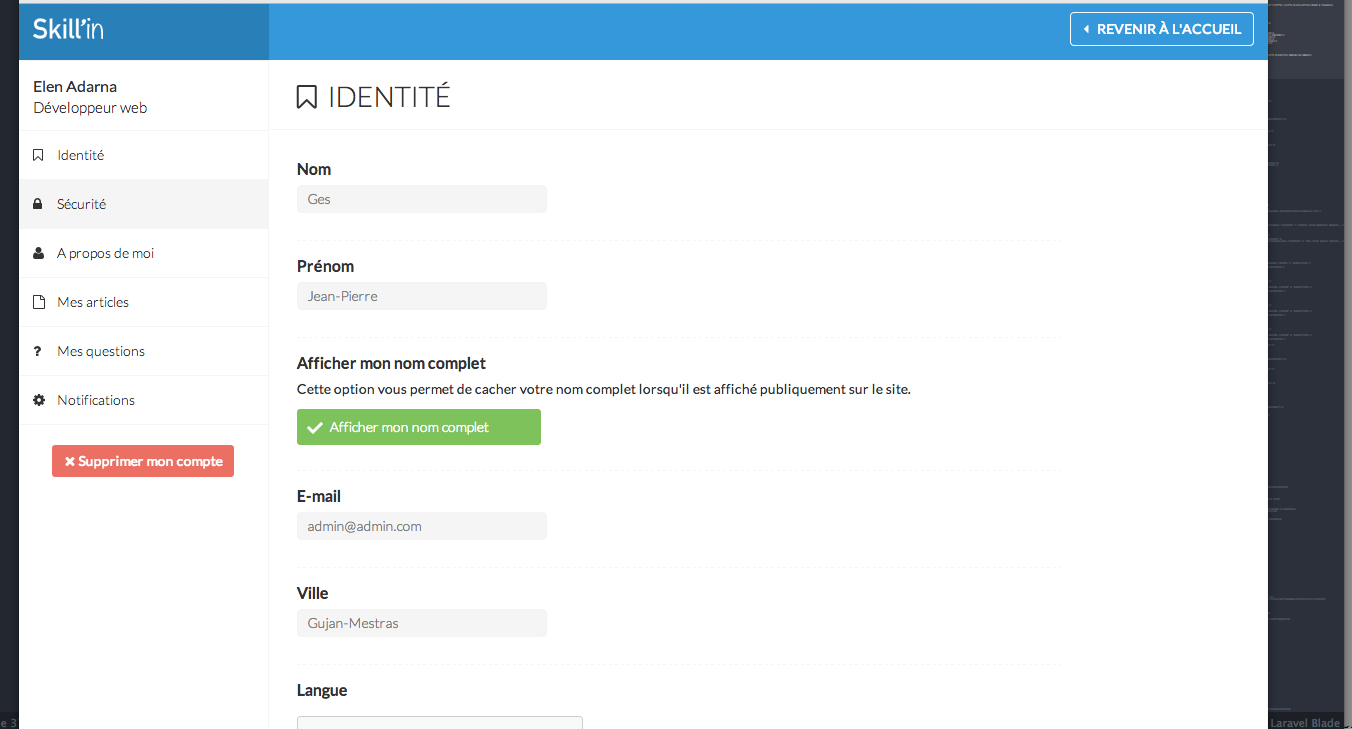 Skill'in
REVENIR À L'ACCUEIL
Elen Adarna
Développeur web
Identité
Sécurité
A propos de moi
Mes articles
? Mes questions
Notifications
Supprimer mon compte
IDENTITÉ
Nom
Ges
Prénom
Jean-Pierre
Afficher mon nom complet
Cette option vous permet de cacher votre nom complet lorsqu'il est affiché publiquement sur le site.
Afficher mon nom complet
E-mail
admin@admin.com
Ville
Gujan-Mestras
Langue
e 3
Laravel Blade